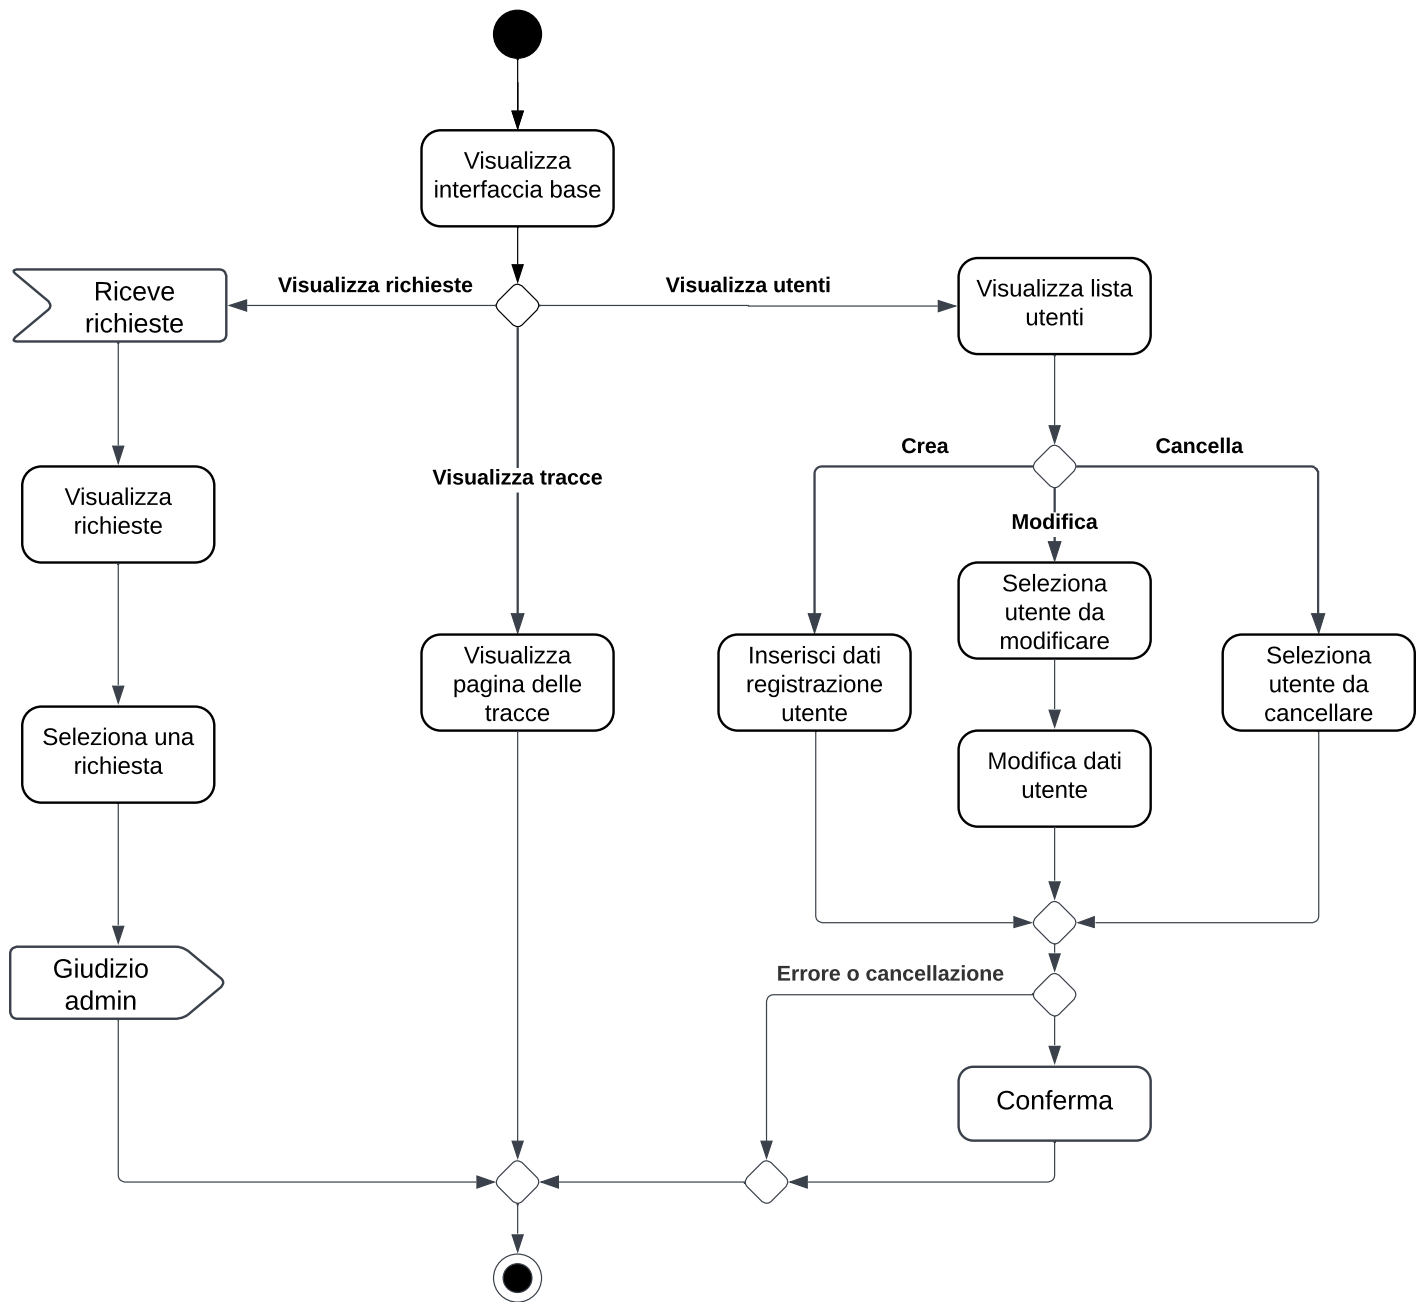 Visualizza
interfaccia base
Visualizza richieste
Visualizza utenti
Riceve
richieste
Visualizza lista
utenti
Crea
Cancella
Visualizza tracce
Modifica
Visualizza
richieste
Seleziona
utente da
modificare
Visualizza
pagina delle
tracce
Inserisci dati
registrazione
utente
Seleziona
utente da
cancellare
Seleziona una
richiesta
Modifica dati
utente
Giudizio
admin
Errore o cancellazione
Conferma